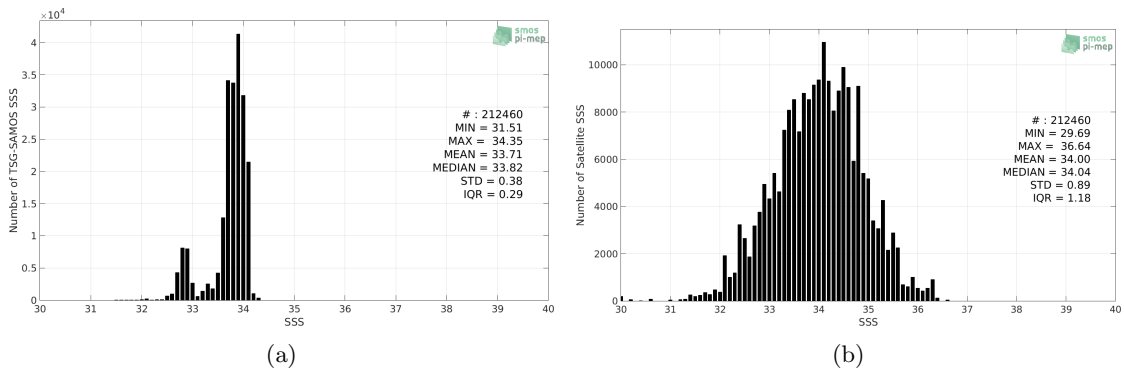 ×10⁴
4
3.5
3
2.5
2
1.5
1
0.5
0
Number of TSG-SAMOS SSS
30 31 32 33 34 35 36 37 38 39 40
SSS
smos
pi-mep
# : 212460
MIN = 31.51
MAX = 34.35
MEAN = 33.71
MEDIAN = 33.82
STD = 0.38
IQR = 0.29
(a)
10000
8000
6000
4000
2000
0
Number of Satellite SSS
30 31 32 33 34 35 36 37 38 39 40
SSS
smos
pi-mep
# : 212460
MIN = 29.69
MAX = 36.64
MEAN = 34.00
MEDIAN = 34.04
STD = 0.89
IQR = 1.18
(b)